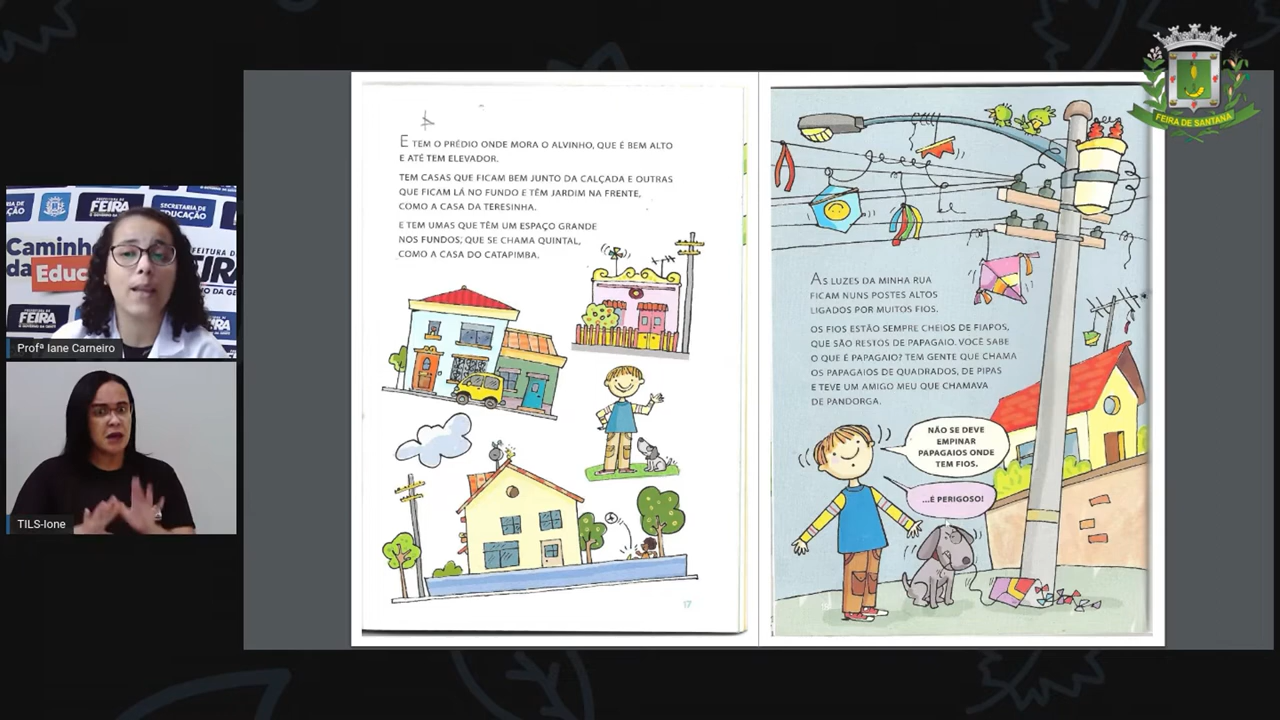 FEIRA DE SANTANA
E TEM O PRÉDIO ONDE MORA O ALVINHO, QUE É BEM ALTO
E ATÉ TEM ELEVADOR.
TEM CASAS QUE FICAM BEM JUNTO DA CALÇADA E OUTRAS
QUE FICAM LÁ NO FUNDO E TÊM JARDIM NA FRENTE,
COMO A CASA DA TERESINHA.
E TEM UMAS QUE TÊM UM ESPAÇO GRANDE
NOS FUNDOS, QUE SE CHAMA QUINTAL,
COMO A CASA DO CATAPIMBA.
17
AS LUZES DA MINHA RUA
FICAM NUNS POSTES ALTOS
LIGADOS POR MUITOS FIOS.
OS FIOS ESTÃO SEMPRE CHEIOS DE FIAPOS,
QUE SÃO RESTOS DE PAPAGAIO. VOCÊ SABE
O QUE É PAPAGAIO? TEM GENTE QUE CHAMA
OS PAPAGAIOS DE QUADRADOS, DE PIPAS
E TEVE UM AMIGO MEU QUE CHAMAVA
DE PANDORGA.
NÃO SE DEVE
EMPINAR
PAPAGAIOS ONDE
TEM FIOS.
...É PERIGOSO!
FEIRA
SECRETARIA DE
EDUCAÇÃO
Caminho
da Educ
Profª Iane Carneiro
TILS-Ione